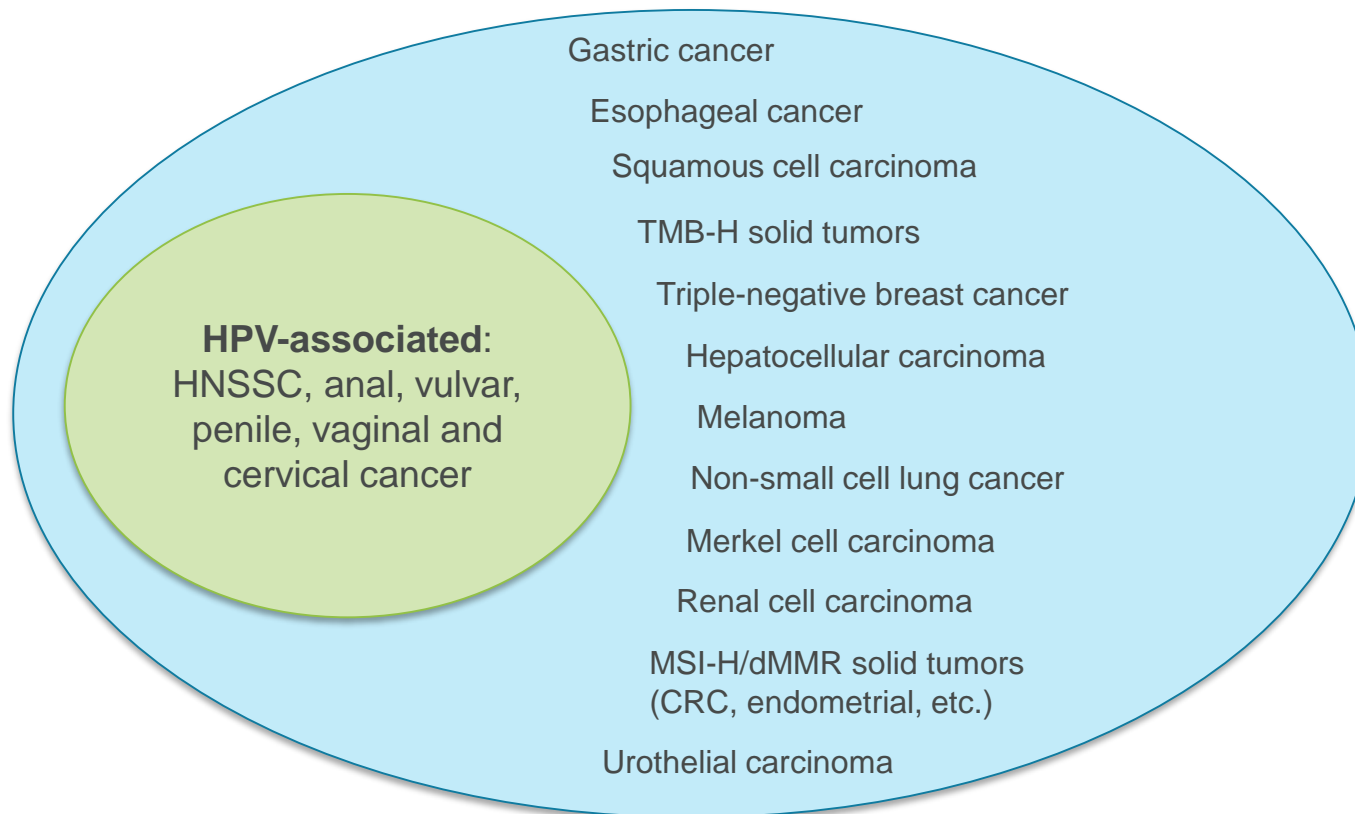 Gastric cancer
Esophageal cancer
Squamous cell carcinoma
TMB-H solid tumors
Triple-negative breast cancer
HPV-associated:
HNSSC, anal, vulvar,
penile, vaginal and
cervical cancer
Hepatocellular carcinoma
Melanoma
Non-small cell lung cancer
Merkel cell carcinoma
Renal cell carcinoma
MSI-H/dMMR solid tumors
(CRC, endometrial, etc.)
Urothelial carcinoma